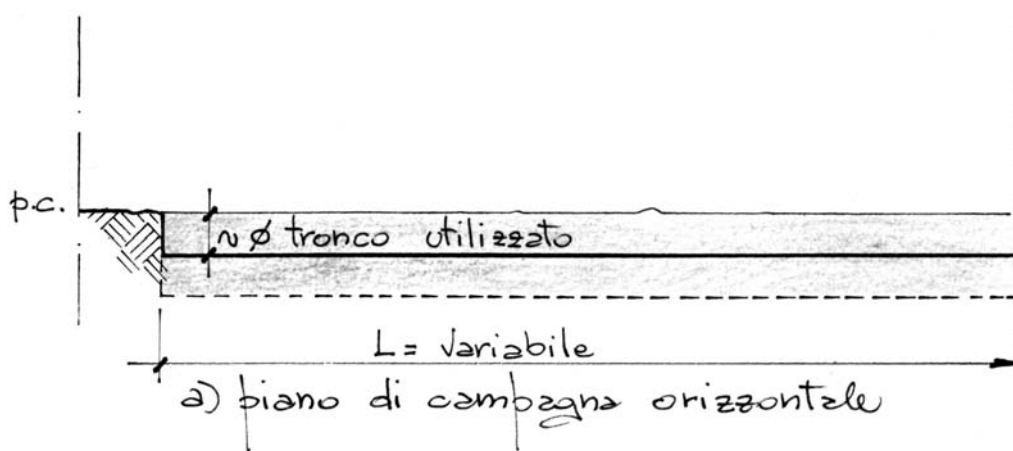 p.c.
~ ø tronco utilizzato
L = variabile
a) piano di campagna orizzontale